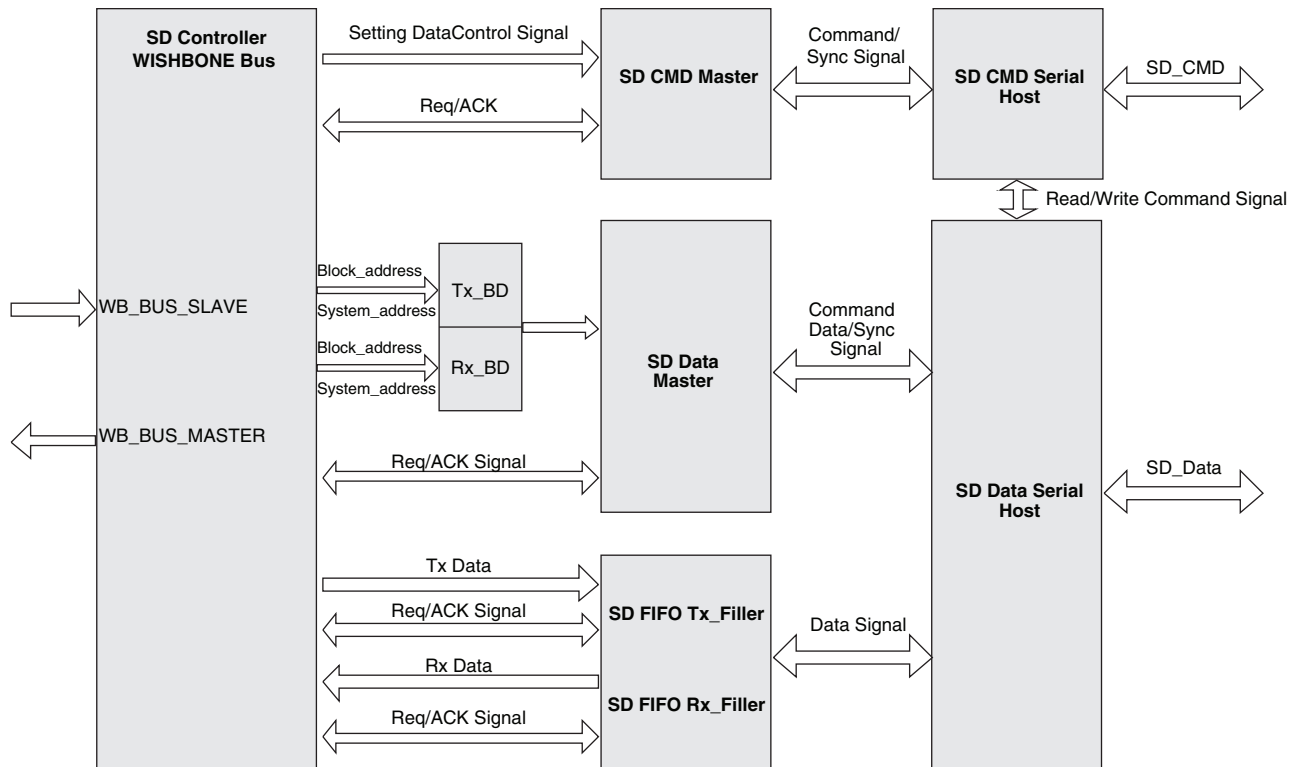 SD Controller
WISHBONE Bus
Setting DataControl Signal
Req/ACK
SD CMD Master
Command/
Sync Signal
SD CMD Serial
Host
SD_CMD
Read/Write Command Signal
WB_BUS_SLAVE
WB_BUS_MASTER
Block_address
System_address
Block_address
System_address
Tx_BD
Rx_BD
SD Data
Master
Command
Data/Sync
Signal
Req/ACK Signal
SD Data Serial
Host
SD_Data
Tx Data
Req/ACK Signal
Rx Data
Req/ACK Signal
SD FIFO Tx_Filler
SD FIFO Rx_Filler
Data Signal